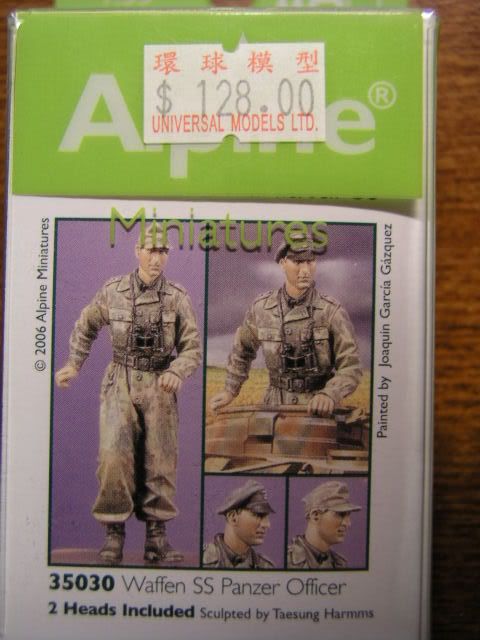 環球模型
$ 128.00
UNIVERSAL MODELS LTD.
Alpine®
Miniatures
© 2006 Alpine Miniatures
Painted by Joaquin García Gázquez
35030 Waffen SS Panzer Officer
2 Heads Included Sculpted by Taesung Harmms